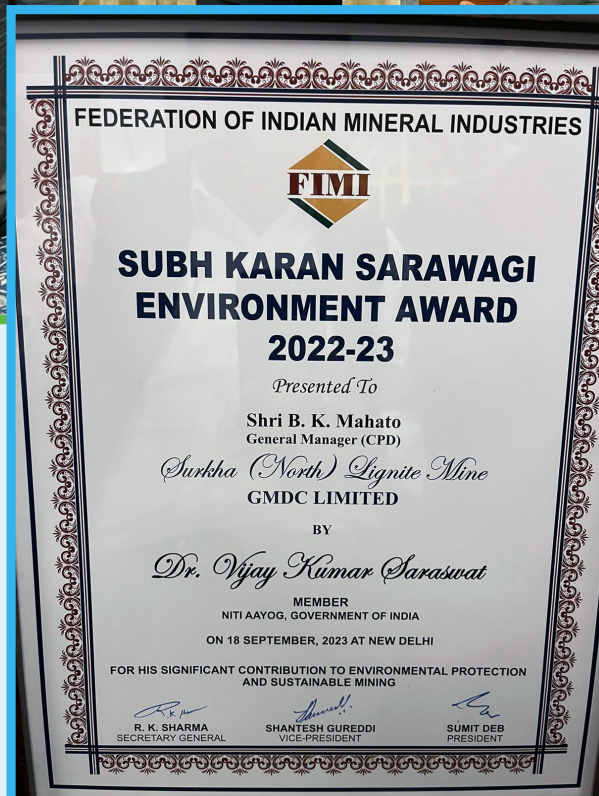 FEDERATION OF INDIAN MINERAL INDUSTRIES
FIMI
SUBH KARAN SARAWAGI
ENVIRONMENT AWARD
2022-23
Presented To
Shri B. K. Mahato
General Manager (CPD)
Surkha (North) Lignite Mine
GMDC LIMITED
BY
Dr. Vijay Kumar Saraswat
MEMBER
NITI AAYOG, GOVERNMENT OF INDIA
ON 18 SEPTEMBER, 2023 AT NEW DELHI
FOR HIS SIGNIFICANT CONTRIBUTION TO ENVIRONMENTAL PROTECTION
AND SUSTAINABLE MINING
R. K. SHARMA SHANTESH GUREDDI SUMIT DEB
SECRETARY GENERAL VICE-PRESIDENT PRESIDENT